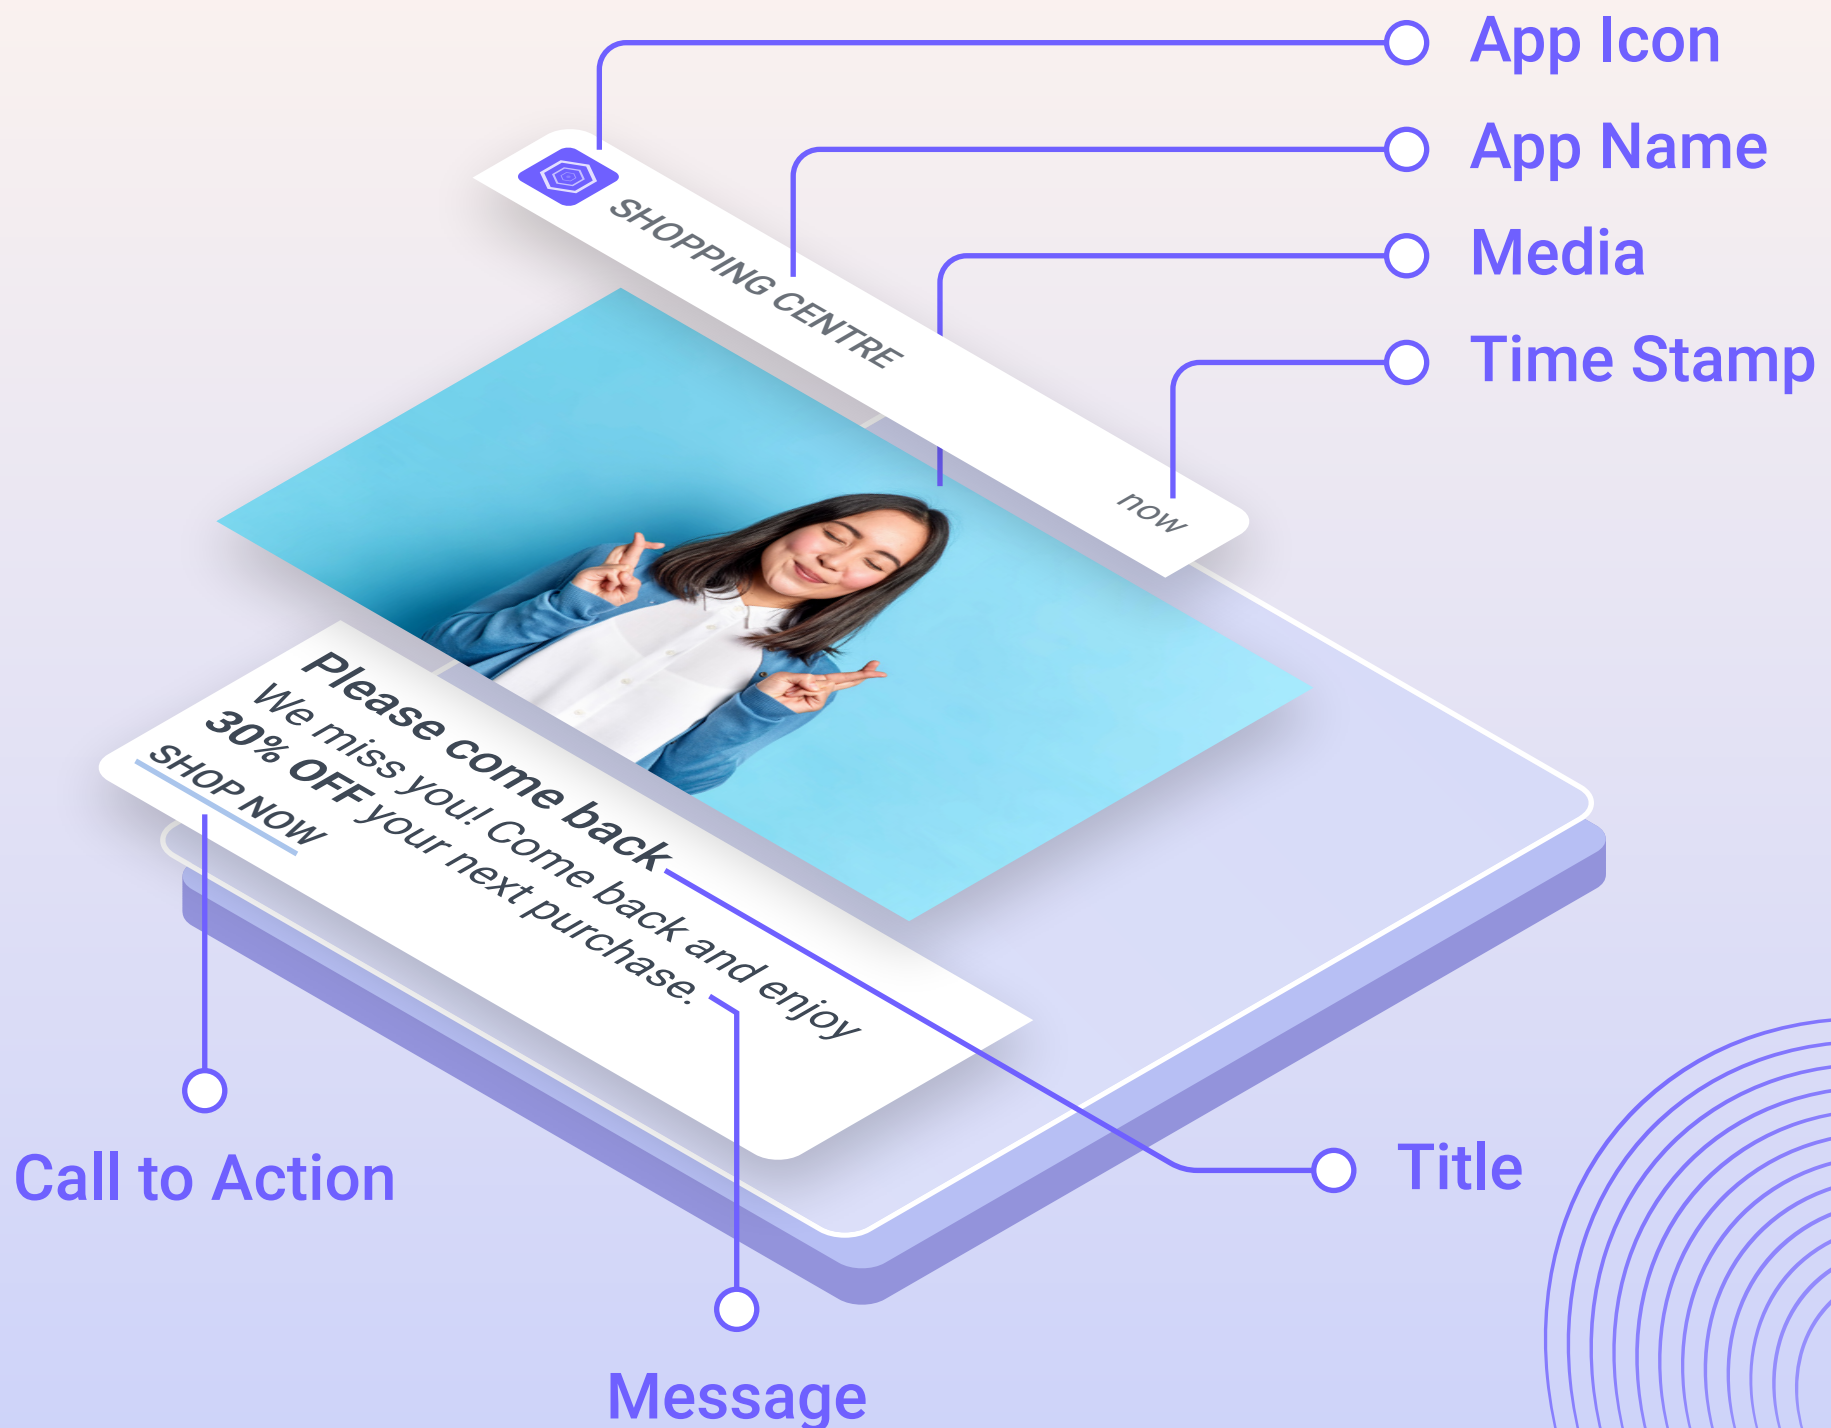 App Icon
App Name
Media
Time Stamp
SHOPPING CENTRE
now
Please come back
We miss you! Come back and enjoy
30% OFF your next purchase.
SHOP NOW
Call to Action
Title
Message